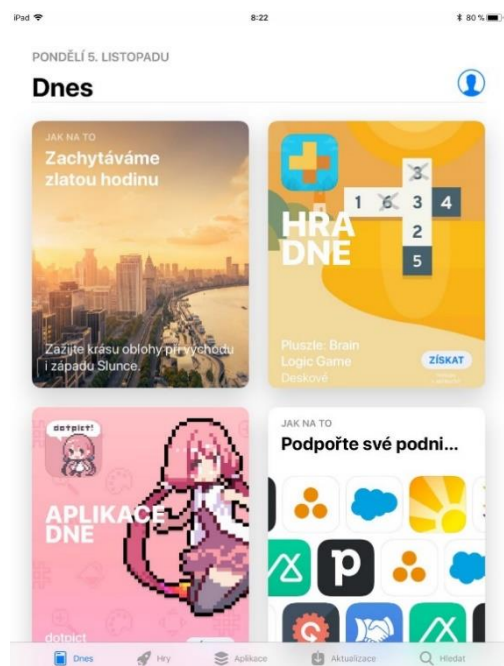 iPad
8:22
80 %
PONDĚLÍ 5. LISTOPADU
Dnes
JAK NA TO
Zachytáváme
zlatou hodinu
Zažijte krásu oblohy při východu
i západu Slunce.
3
1 6 3 4
2
5
HRA
DNE
Pluszle: Brain
Logic Game
Deskové
ZÍSKAT
dotpict!
APLIKACE
DNE
dotpict
JAK NA TO
Podpořte své podni...
p
Dnes
Hry
Aplikace
Aktualizace
Hledat